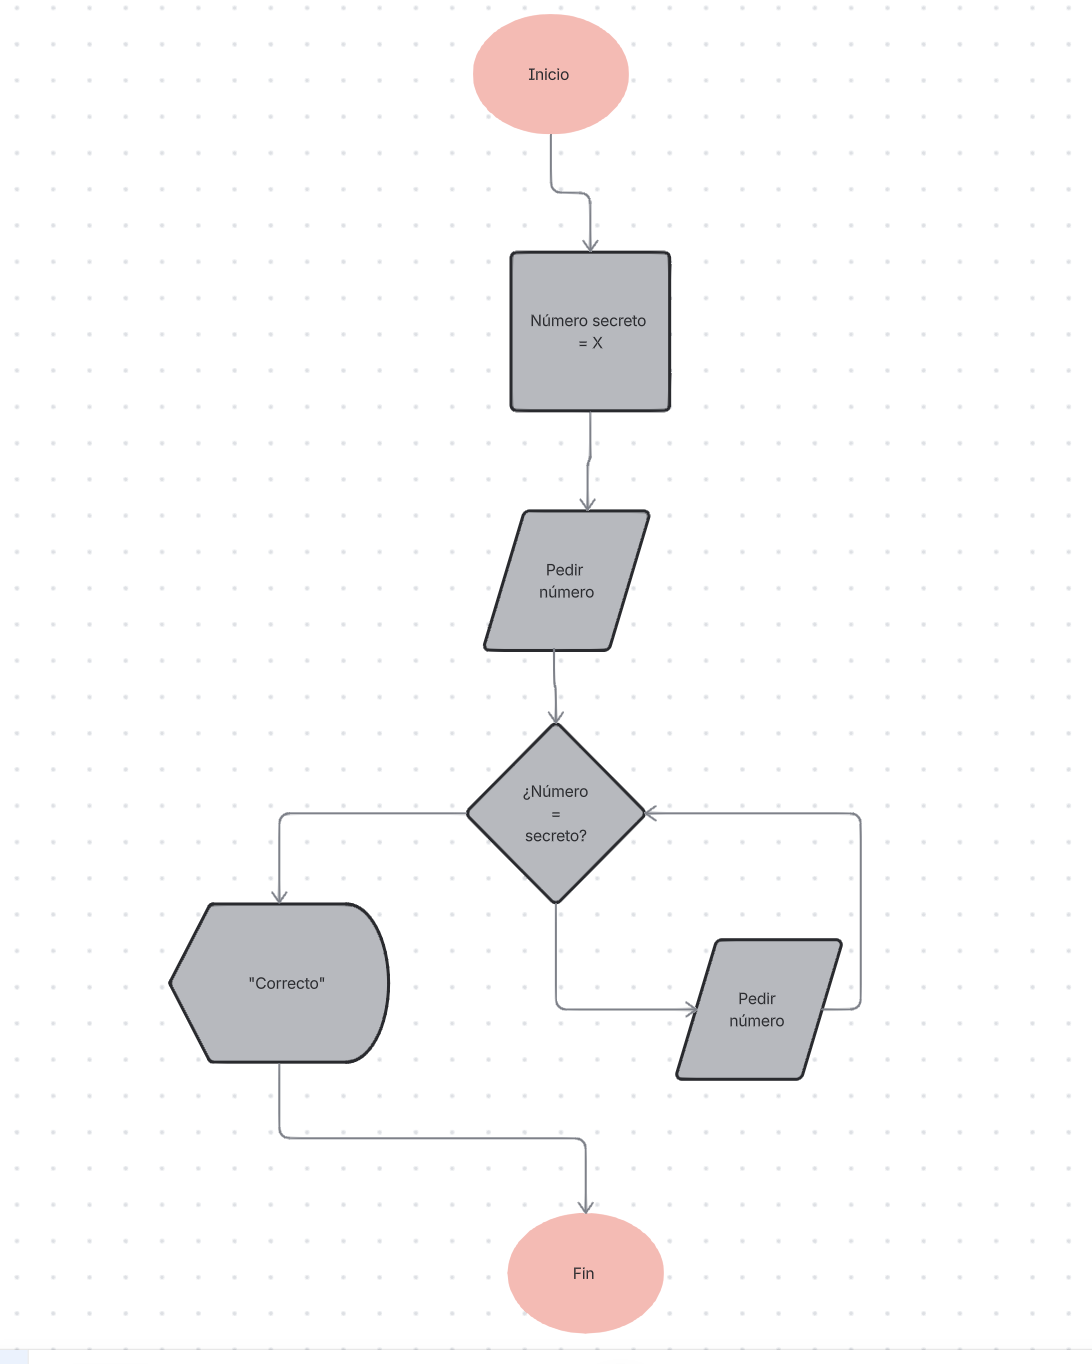 Inicio
Número secreto
= X
Pedir
número
¿Número
=
secreto?
"Correcto"
Pedir
número
Fin